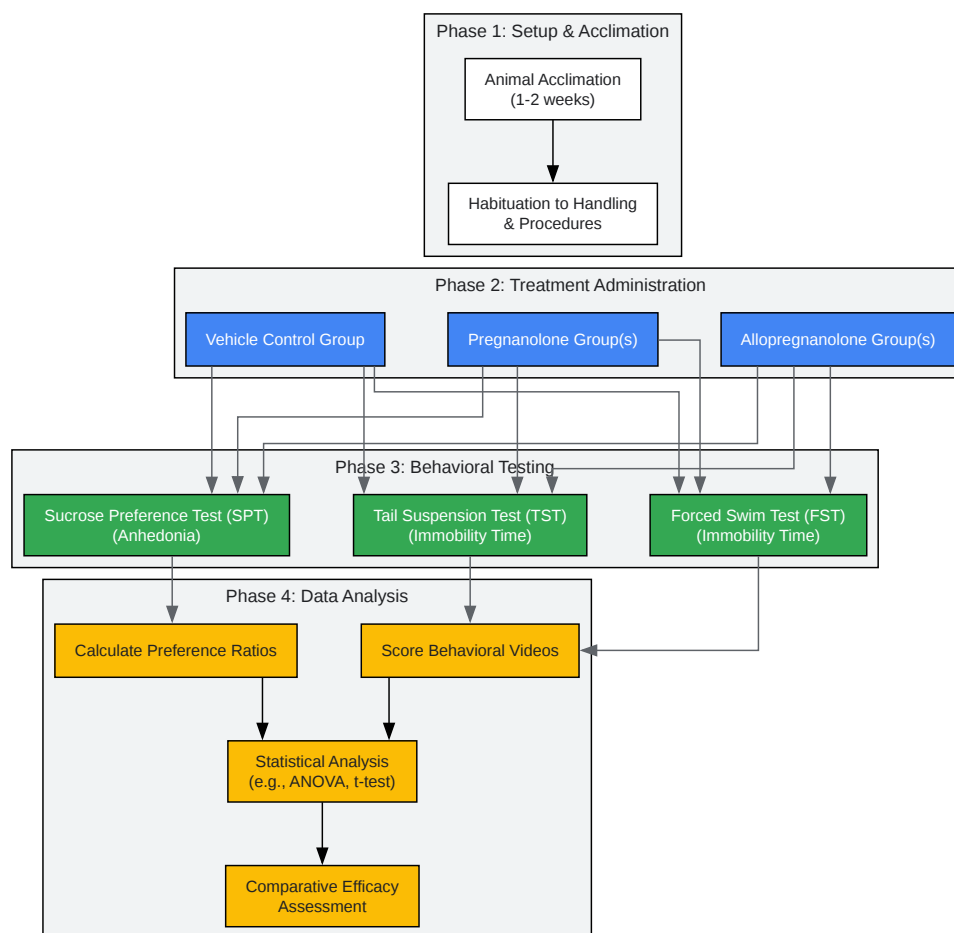 Phase 1: Setup & Acclimation
Animal Acclimation
(1-2 weeks)
Habituation to Handling
& Procedures
Phase 2: Treatment Administration
Vehicle Control Group
Pregnanolone Group(s)
Allopregnanolone Group(s)
Phase 3: Behavioral Testing
Sucrose Preference Test (SPT)
(Anhedonia)
Tail Suspension Test (TST)
(Immobility Time)
Forced Swim Test (FST)
(Immobility Time)
Phase 4: Data Analysis
Calculate Preference Ratios
Score Behavioral Videos
Statistical Analysis
(e.g., ANOVA, t-test)
Comparative Efficacy
Assessment